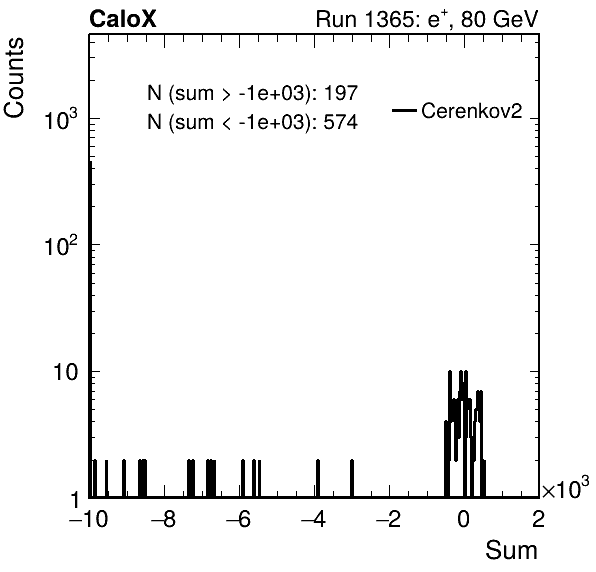 CaloX Run 1365: e⁺, 80 GeV
Counts
N (sum > -1e+03): 197
N (sum < -1e+03): 574
Cerenkov2
10³
10²
10
1
−10 −8 −6 −4 −2 0 2
×10³
Sum